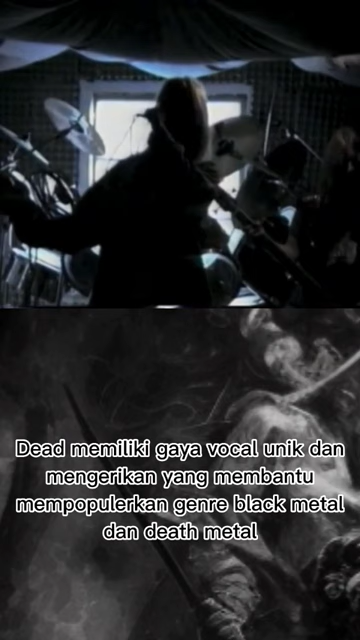 Dead memiliki gaya vocal unik dan
mengerikan yang membantu
mempopulerkan genre black metal
dan death metal